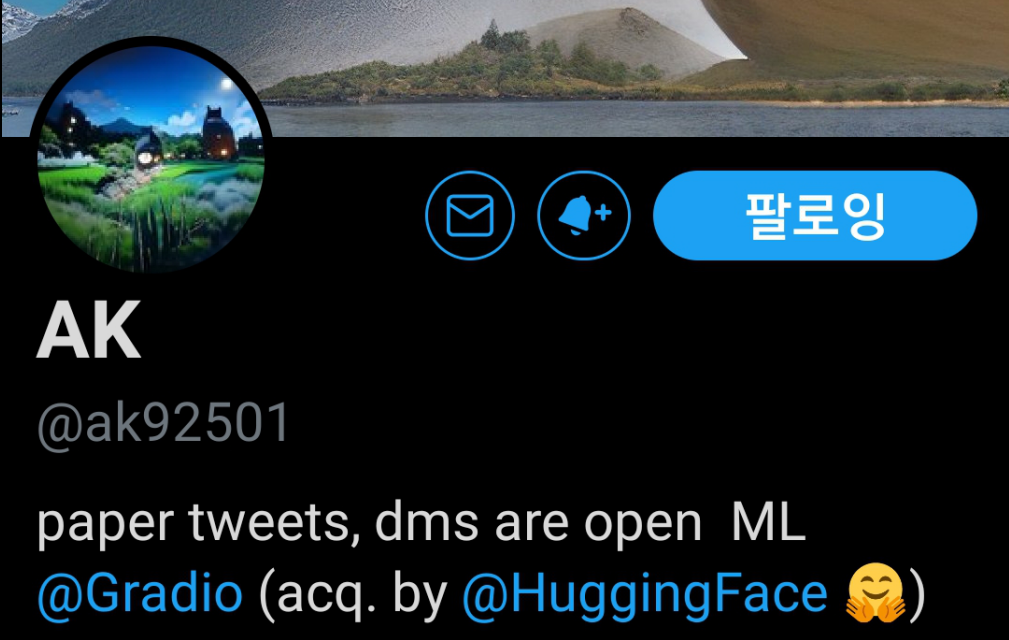 팔로잉
AK
@ak92501
paper tweets, dms are open  ML
@Gradio (acq. by @HuggingFace 🤗)